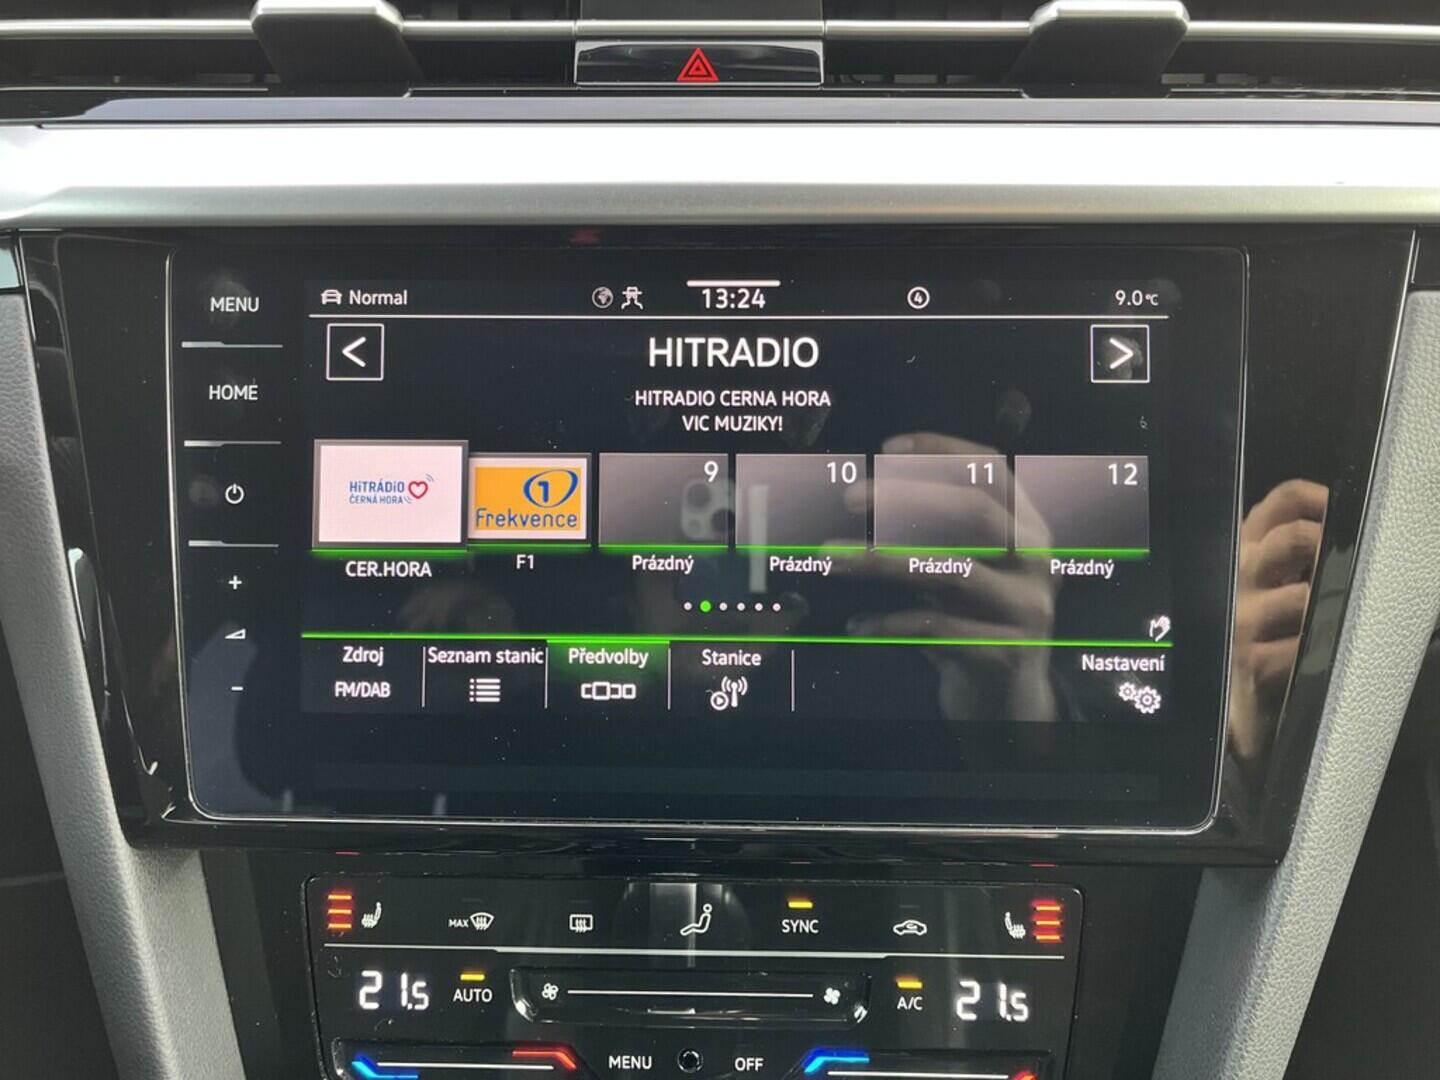 MENU
Normal
13:24
4
9.0°C
<
HITRADIO
>
HOME
HITRADIO CERNA HORA
VIC MUZIKY!
HITRÁDIO
ČERNÁ HORA
1
Frekvence
9
10
11
12
CER.HORA
F1
Prázdný
Prázdný
Prázdný
Prázdný
+
-
Zdroj
FM/DAB
Seznam stanic
Předvolby
Stanice
Nastavení
MAX
SYNC
21.5
AUTO
A/C
21.5
MENU
OFF